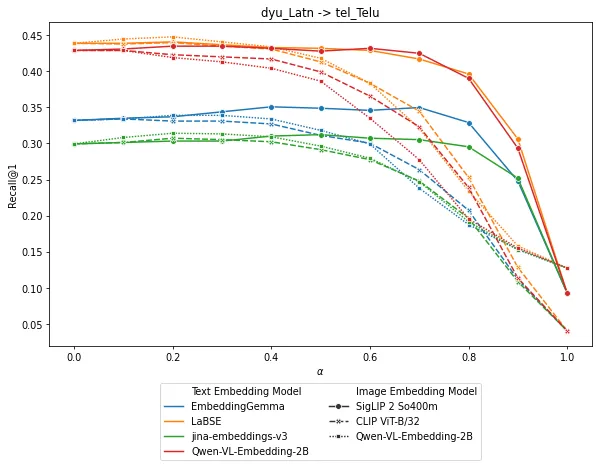 dyu_Latn -> tel_Telu
Recall@1
0.45
0.40
0.35
0.30
0.25
0.20
0.15
0.10
0.05
0.0
0.2
0.4
0.6
0.8
1.0
α
Text Embedding Model
EmbeddingGemma
LaBSE
jina-embeddings-v3
Qwen-VL-Embedding-2B
Image Embedding Model
SigLIP 2 So400m
CLIP ViT-B/32
Qwen-VL-Embedding-2B